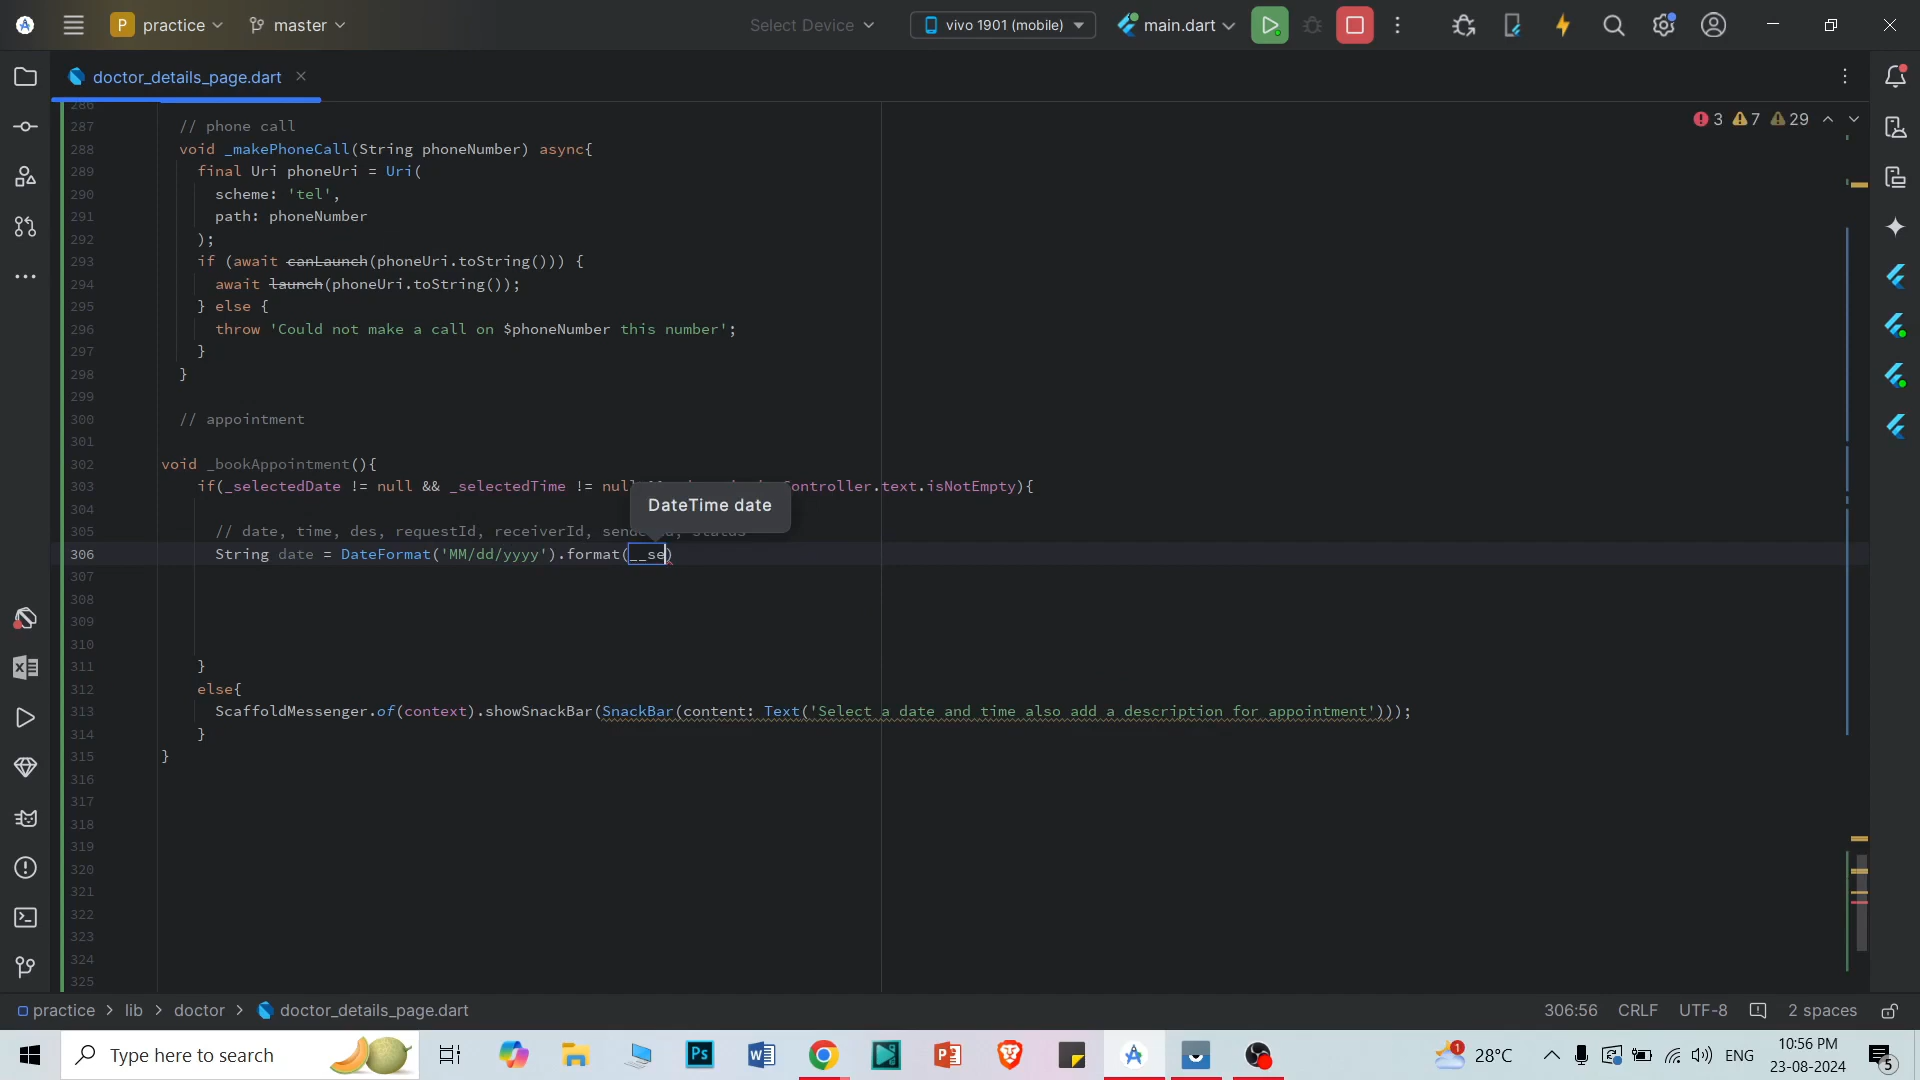 P practice master Select Device vivo 1901 (mobile) main.dart
doctor_details_page.dart
286
3 7 29
287 // phone call
288 void _makePhoneCall(String phoneNumber) async{
289 final Uri phoneUri = Uri(
290 scheme: 'tel',
291 path: phoneNumber
292 );
293 if (await canLaunch(phoneUri.toString())) {
294 await launch(phoneUri.toString());
295 } else {
296 throw 'Could not make a call on $phoneNumber this number';
297 }
298 }
299
300 // appointment
301
302 void _bookAppointment(){
303 if(_selectedDate != null && _selectedTime != null Controller.text.isNotEmpty){
DateTime date
304
305 // date, time, des, requestId, receiverId, status
306 String date = DateFormat('MM/dd/yyyy').format(__se)
307
308
309
310
311 }
312 else{
313 ScaffoldMessenger.of(context).showSnackBar(SnackBar(content: Text('Select a date and time also add a description for appointment')));
314 }
315 }
316
317
318
319
320
321
322
323
324
325
practice > lib > doctor > doctor_details_page.dart 306:56 CRLF UTF-8 2 spaces
Type here to search Ps W P 1 28°C ENG 10:56 PM
23-08-2024 5